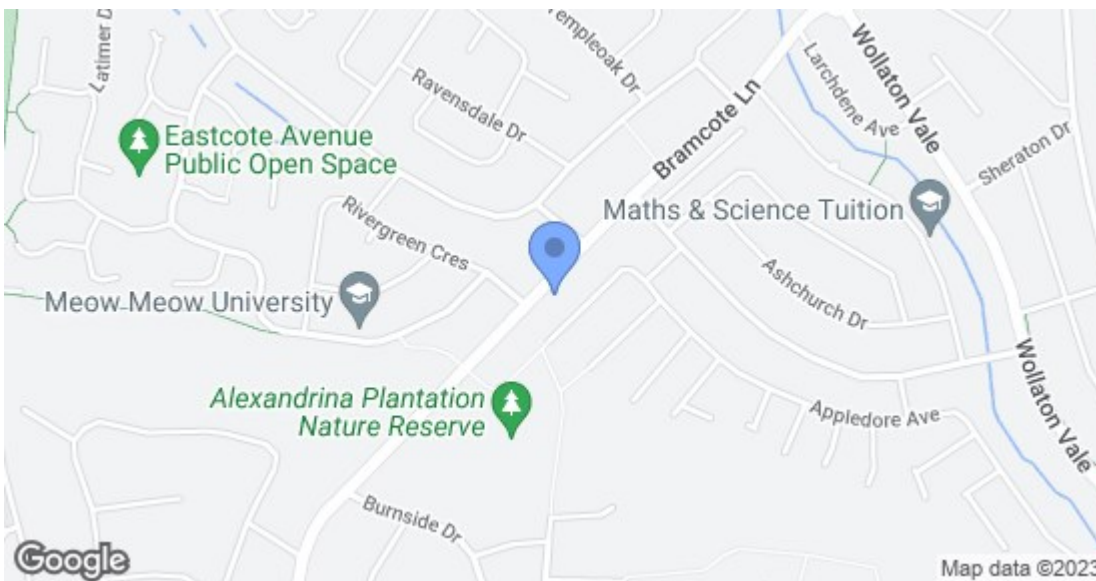 Latimer D
Templeoak Dr
Wollaton Vale
Larchdene Ave
Ravensdale Dr
Bramcote Ln
Sheraton Dr
Eastcote Avenue
Public Open Space
Rivergreen Cres
Maths & Science Tuition
Ashchurch Dr
Meow Meow University
Wollaton Vale
Alexandrina Plantation
Nature Reserve
Appledore Ave
Burnside Dr
Google
Map data ©2023